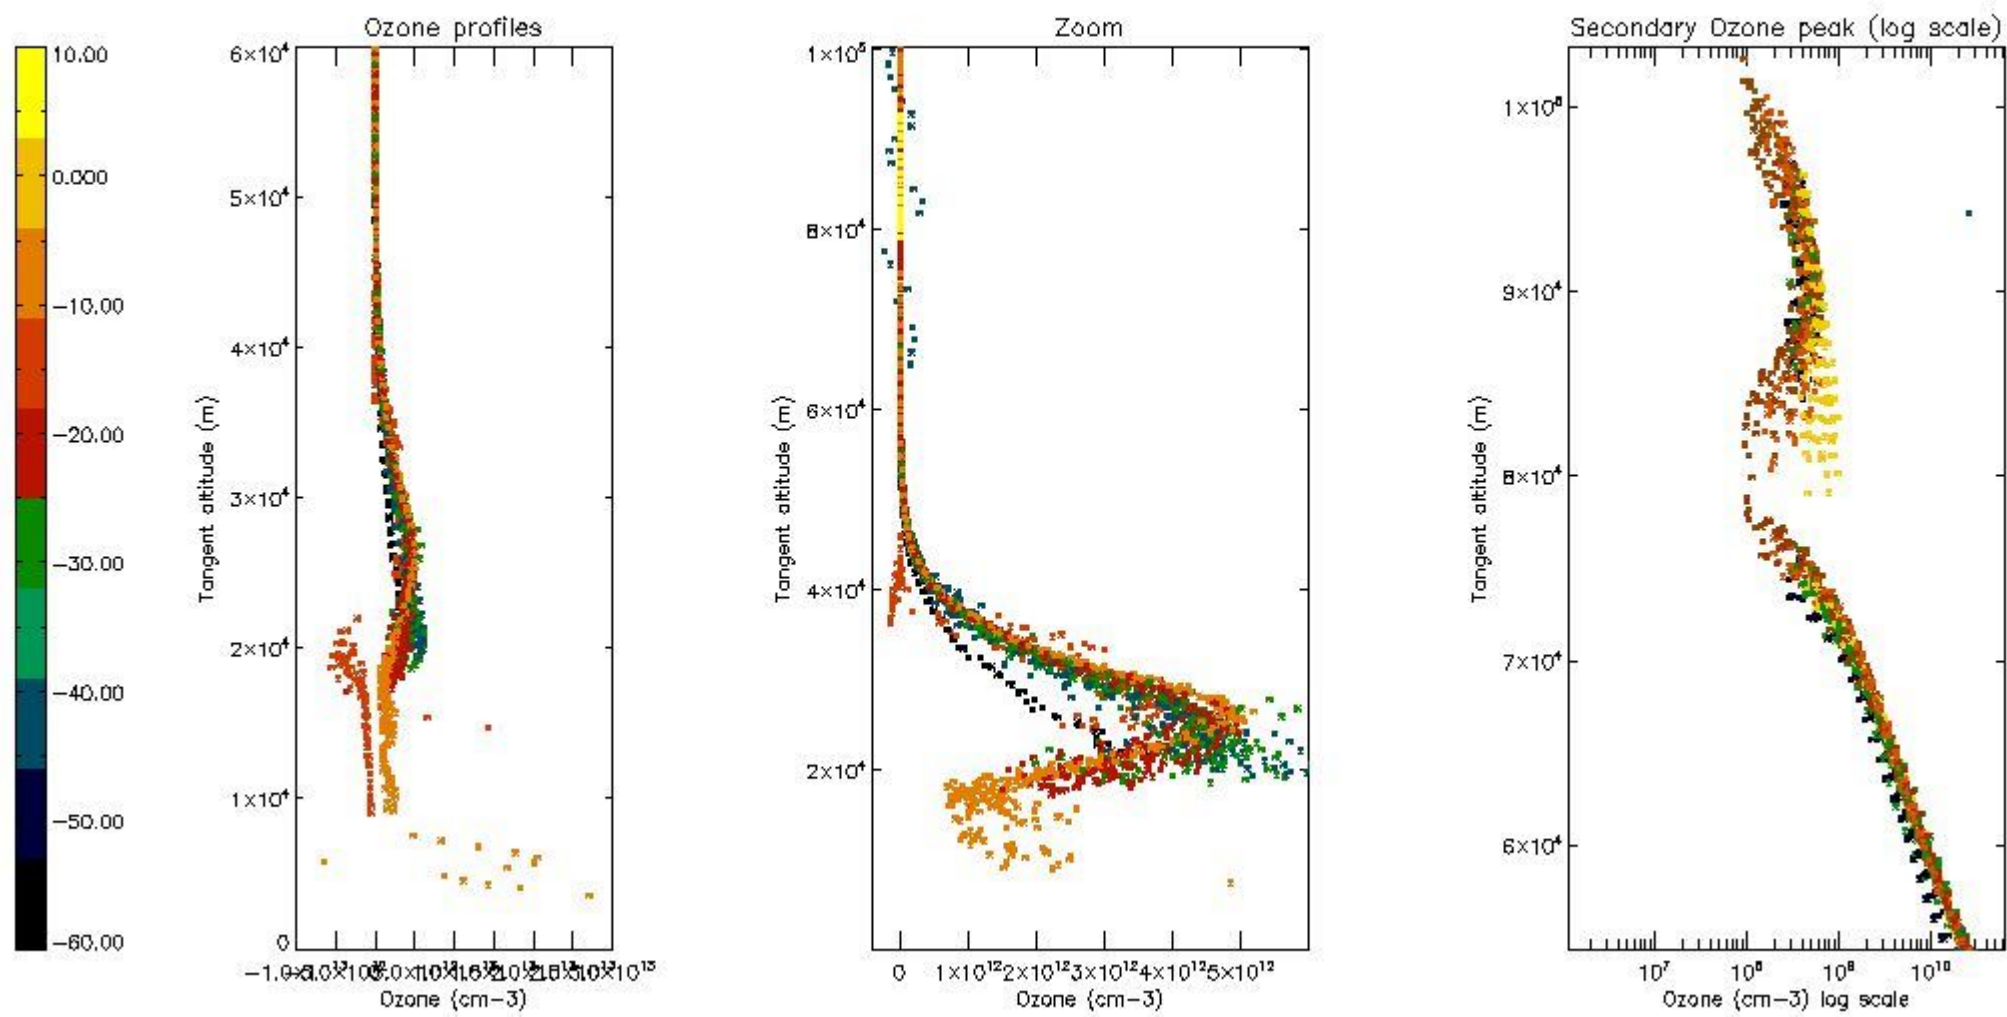 Ozone profiles
Zoom
Secondary Ozone peak (log scale)
10.00
0.000
−10.00
−20.00
−30.00
−40.00
−50.00
−60.00
6×10⁴
5×10⁴
4×10⁴
3×10⁴
2×10⁴
1×10⁴
0
Tangent altitude (m)
Ozone (cm−3)
1×10⁵
8×10⁴
6×10⁴
4×10⁴
2×10⁴
Tangent altitude (m)
0 1×10¹² 2×10¹² 3×10¹² 4×10¹² 5×10¹²
Ozone (cm−3)
1×10⁵
9×10⁴
8×10⁴
7×10⁴
6×10⁴
Tangent altitude (m)
10⁷ 10⁸ 10⁹ 10¹⁰
Ozone (cm−3) log scale